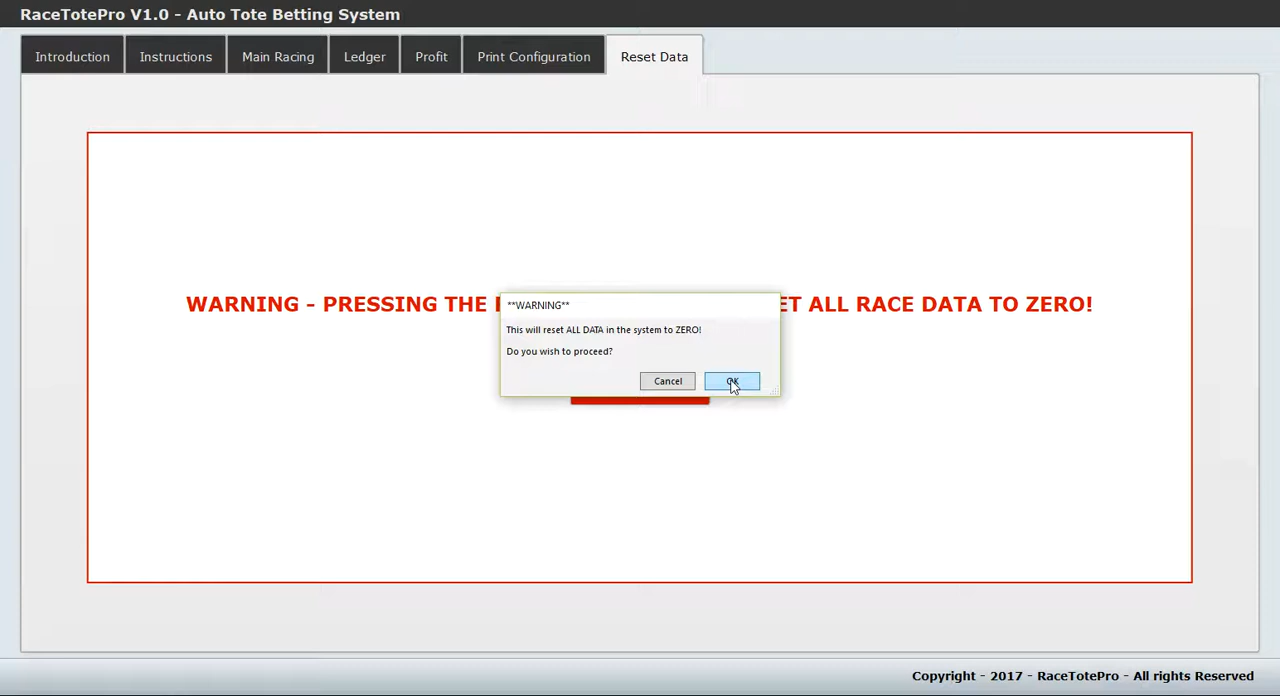 RaceTotePro V1.0 - Auto Tote Betting System
Introduction
Instructions
Main Racing
Ledger
Profit
Print Configuration
Reset Data
WARNING - PRESSING THE ALL RACE DATA TO ZERO!
**WARNING**
This will reset ALL DATA in the system to ZERO!
Do you wish to proceed?
Cancel
OK
Copyright - 2017 - RaceTotePro - All rights Reserved